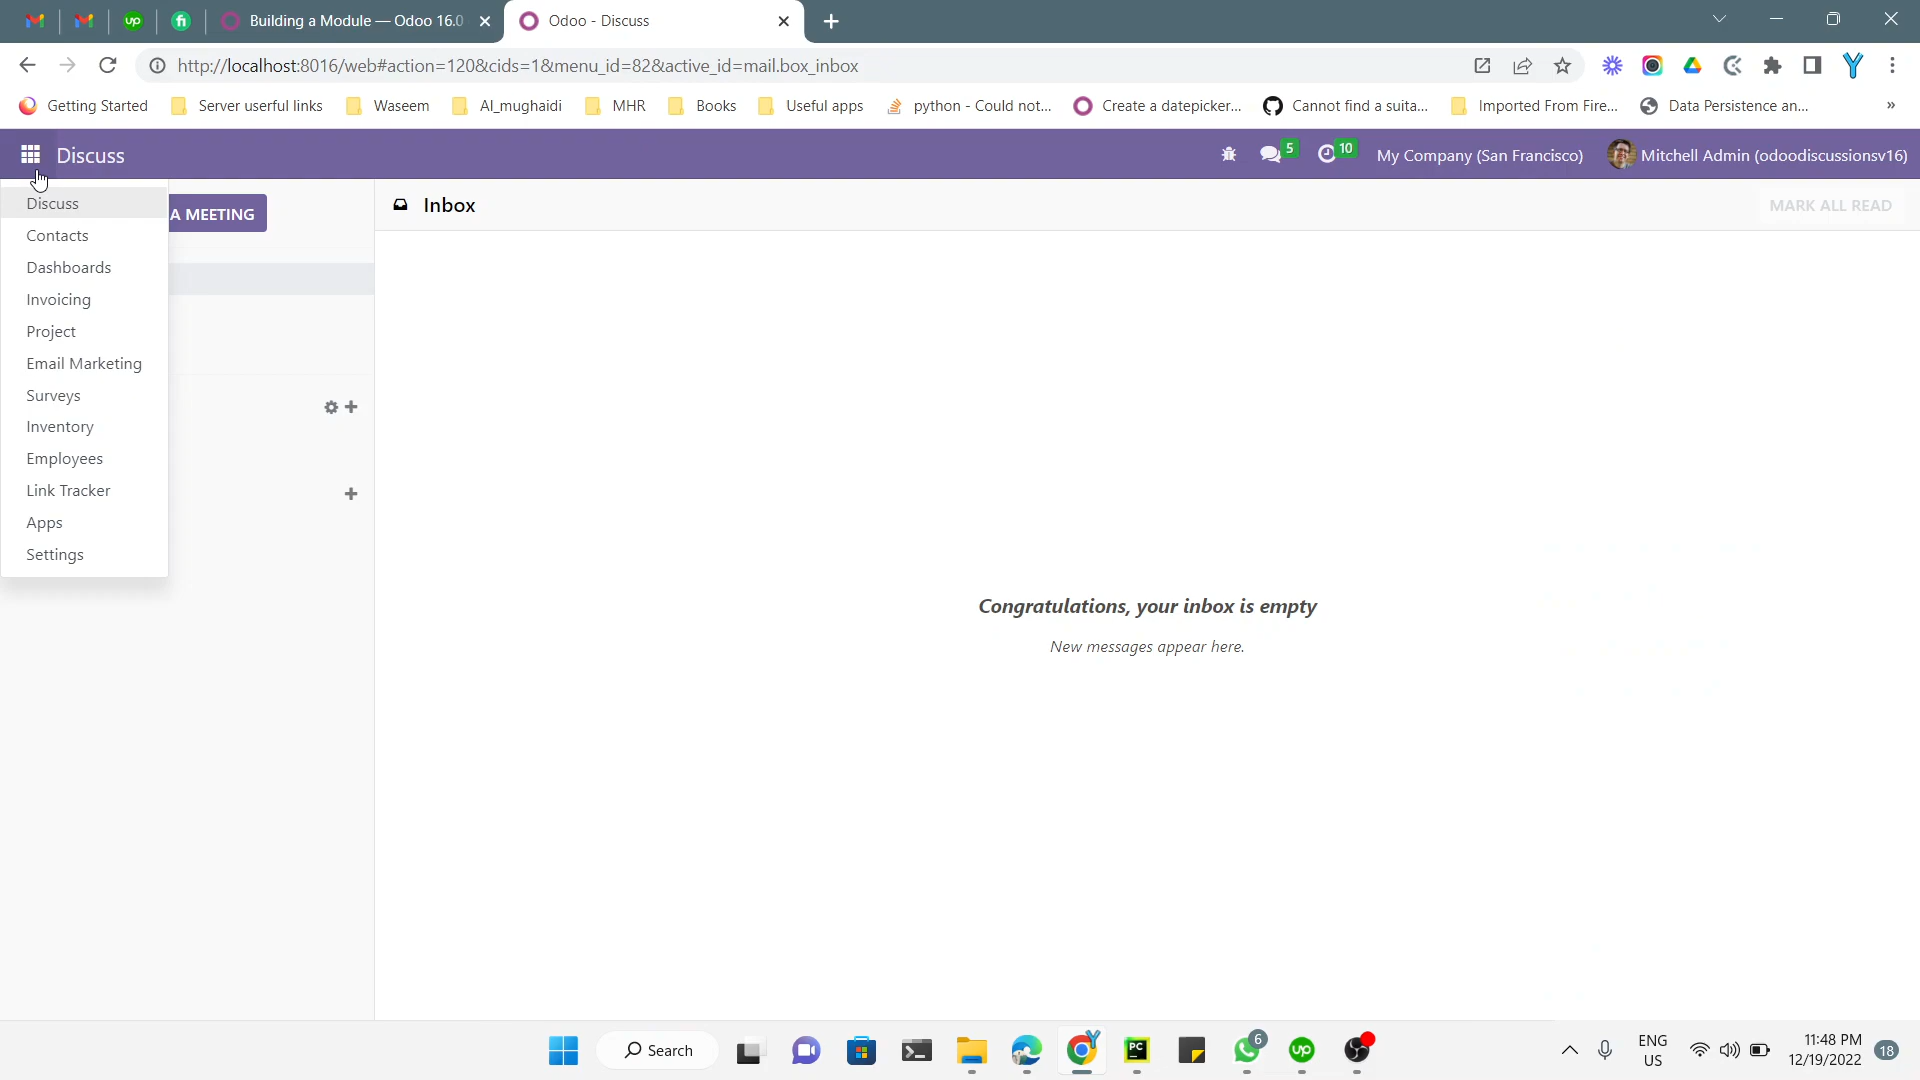 Building a Module — Odoo 16.0
Odoo - Discuss
http://localhost:8016/web#action=120&cids=1&menu_id=82&active_id=mail.box_inbox
Getting Started
Server useful links
Waseem
Al_mughaidi
MHR
Books
Useful apps
python - Could not...
Create a datepicker...
Cannot find a suita...
Imported From Fire...
Data Persistence an...
»
Discuss
5
10
My Company (San Francisco)
Mitchell Admin (odoodiscussionsv16)
Discuss
Contacts
Dashboards
Invoicing
Project
Email Marketing
Surveys
Inventory
Employees
Link Tracker
Apps
Settings
A MEETING
Inbox
MARK ALL READ
Congratulations, your inbox is empty
New messages appear here.
Search
PC
6
up
ENG
US
11:48 PM
12/19/2022
18